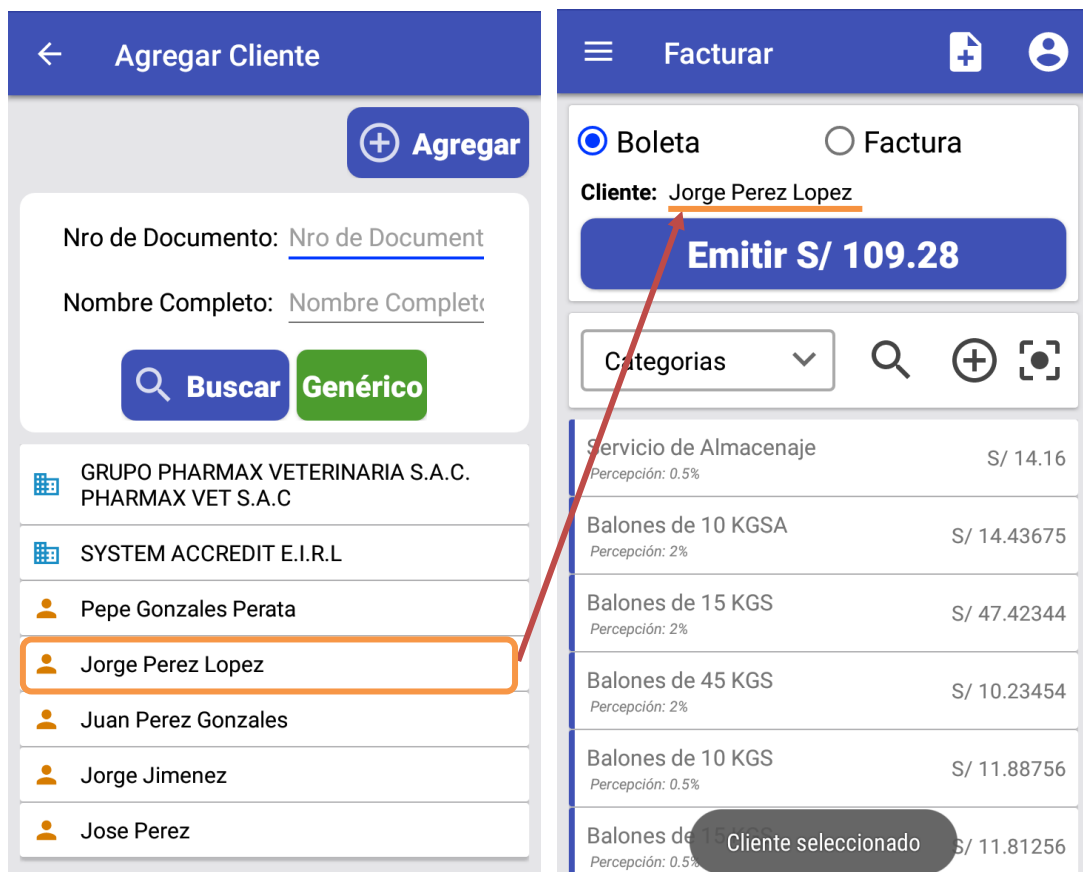 Agregar Cliente
Agregar
Nro de Documento: Nro de Document
Nombre Completo: Nombre Complet
Buscar Genérico
GRUPO PHARMAX VETERINARIA S.A.C.
PHARMAX VET S.A.C
SYSTEM ACCREDIT E.I.R.L
Pepe Gonzales Perata
Jorge Perez Lopez
Juan Perez Gonzales
Jorge Jimenez
Jose Perez
Facturar
Boleta Factura
Cliente: Jorge Perez Lopez
Emitir S/ 109.28
Categorias
Servicio de Almacenaje S/ 14.16
Percepción: 0.5%
Balones de 10 KGSA S/ 14.43675
Percepción: 2%
Balones de 15 KGS S/ 47.42344
Percepción: 2%
Balones de 45 KGS S/ 10.23454
Percepción: 2%
Balones de 10 KGS S/ 11.88756
Percepción: 0.5%
Balones de 15 KGS S/ 11.81256
Percepción: 0.5%
Cliente seleccionado